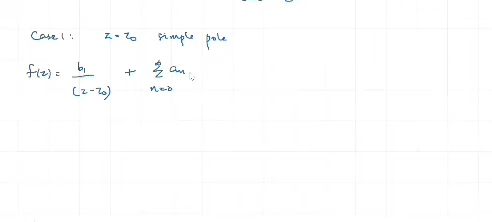 Case 1: z = z₀ simple pole
f(z) = b₁/(z-z₀) + ∞∑n=0 aₙ